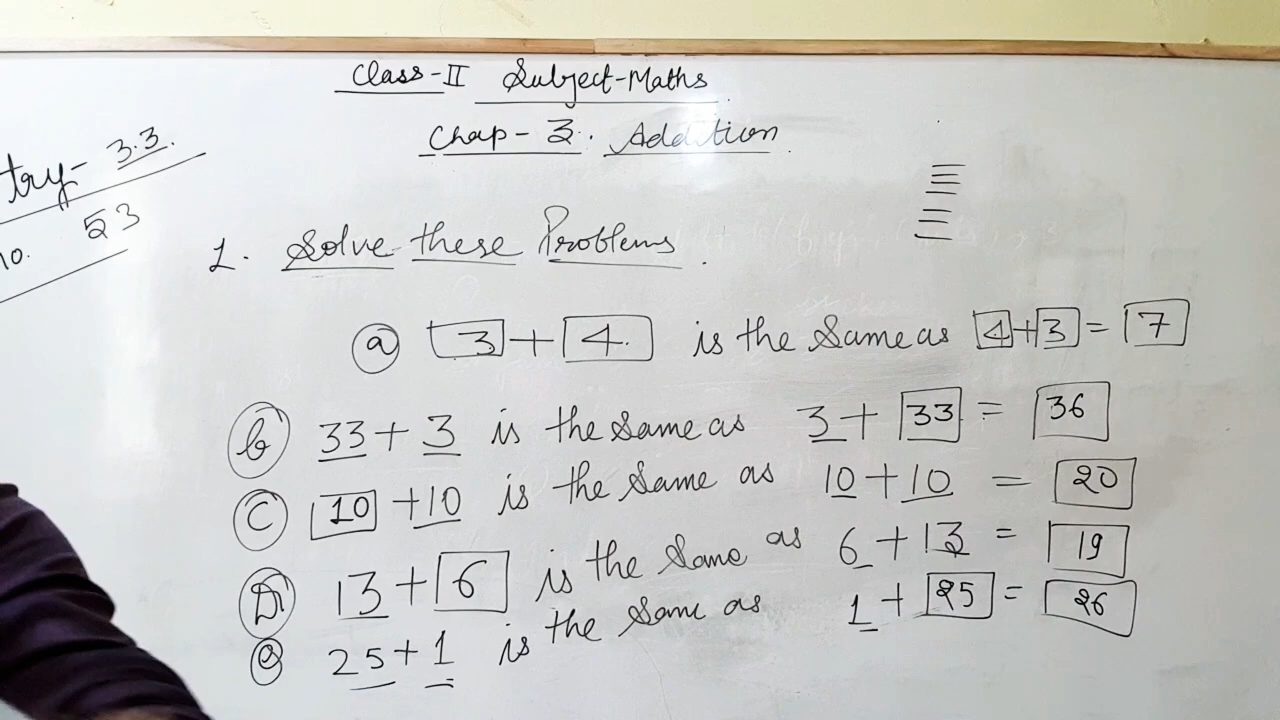 Class-II Subject-Maths
Chap-3. Addition
try-3.3.
10. 53
1. Solve these Problems.
a 3 + 4. is the Same as 4+3 = 7
b 33 + 3 is the Same as 3 + 33 = 36
C 10 + 10 is the Same as 10 + 10 = 20
D 13 + 6 is the Same as 6 + 13 = 19
e 25 + 1 is the Same as 1 + 25 = 26